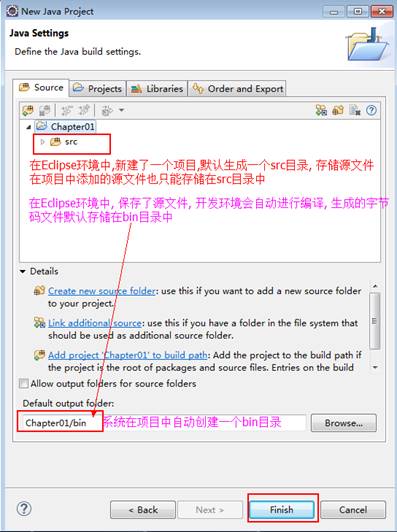 New Java Project
Java Settings
Define the Java build settings.
Source Projects Libraries Order and Export
Chapter01
src
在Eclipse环境中,新建了一个项目,默认生成一个src目录, 存储源文件
在项目中添加的源文件也只能存储在src目录中
在Eclipse环境中, 保存了源文件, 开发环境会自动进行编译, 生成的字节
码文件默认存储在bin目录中
Details
Create new source folder: use this if you want to add a new source folder
to your project.
Link additional source: use this if you have a folder in the file system that
should be used as additional source folder.
Add project 'Chapter01' to build path: Add the project to the build path if
the project is the root of packages and source files. Entries on the build
Allow output folders for source folders
Default output folder:
Chapter01/bin 系统在项目中自动创建一个bin目录 Browse...
? < Back Next > Finish Cancel